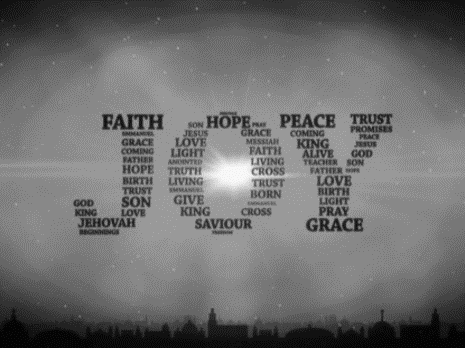 FAITH
EMMANUEL
GRACE
COMING
FATHER
HOPE
BIRTH
TRUST
GOD SON
KING LOVE
JEHOVAH
BEGINNINGS
HOPE
SON PRAY
JESUS GRACE
LOVE MESSIAH
LIGHT FAITH
ANOINTED LIVING
TRUTH CROSS
LIVING TRUST
EMMANUEL BORN
GIVE EMMANUEL
KING CROSS
SAVIOUR
FREEDOM
PEACE TRUST
COMING PROMISES
KING PEACE
ALIVE JESUS
TEACHER GOD
FATHER SON
LOVE HOPE
BIRTH
LIGHT
PRAY
GRACE